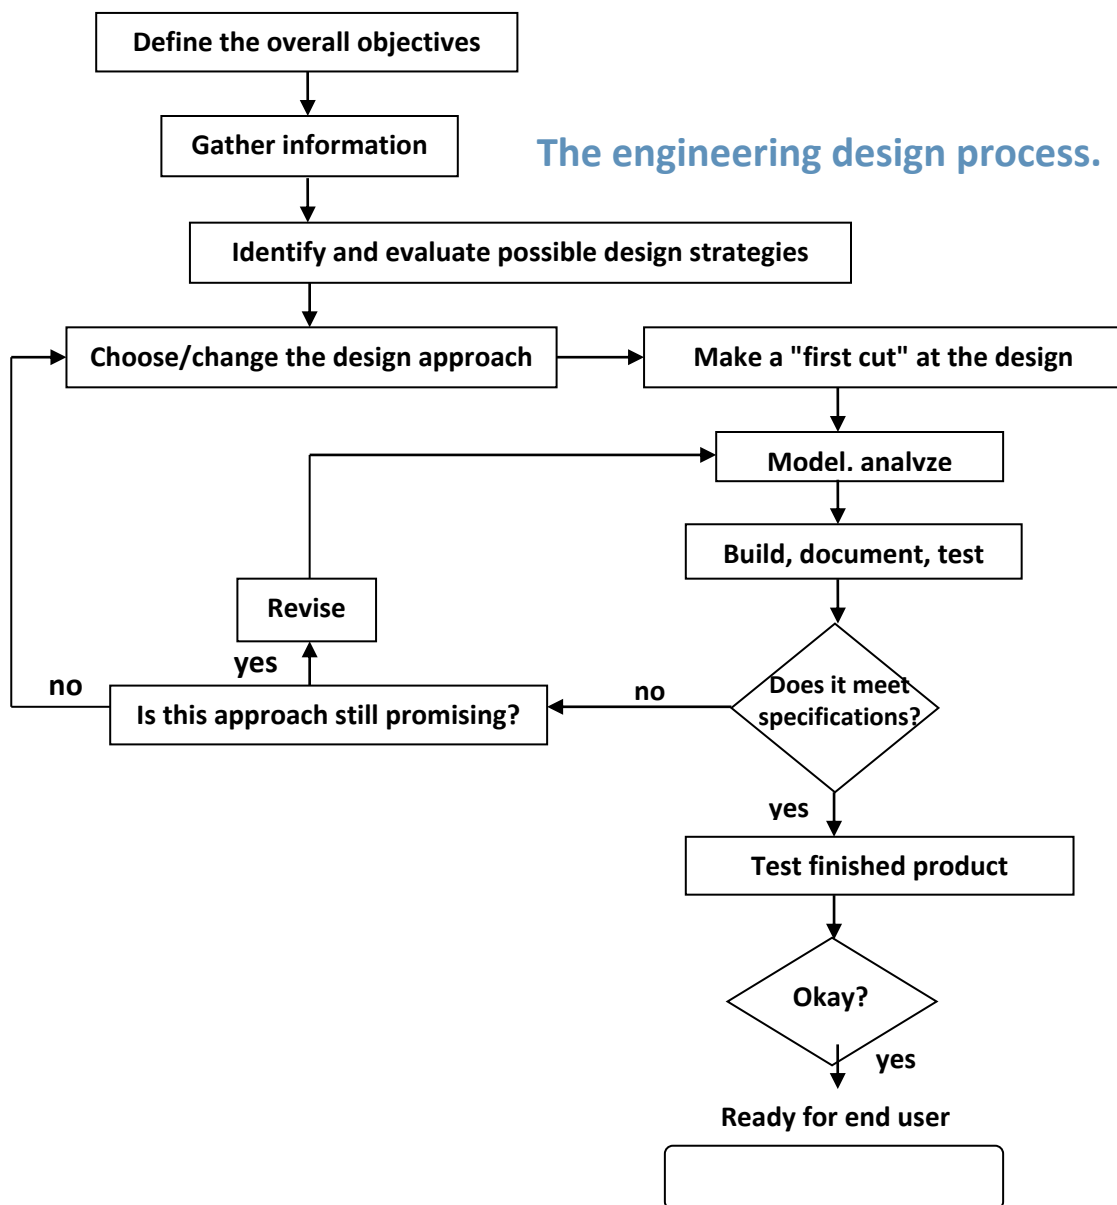 Define the overall objectives
Gather information
The engineering design process.
Identify and evaluate possible design strategies
Choose/change the design approach
Make a "first cut" at the design
Model. analvze
Build, document, test
Revise
yes
no
Is this approach still promising?
no
Does it meet
specifications?
yes
Test finished product
Okay?
yes
Ready for end user